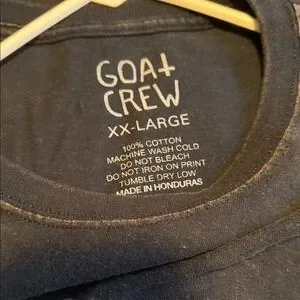 GOAt
CREW
XX-LARGE
100% COTTON
MACHINE WASH COLD
DO NOT BLEACH
DO NOT IRON ON PRINT
TUMBLE DRY LOW
MADE IN HONDURAS